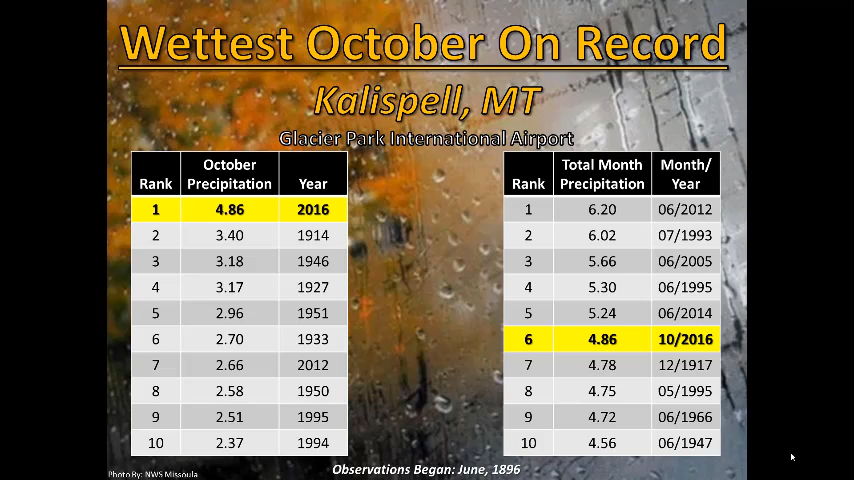 Wettest October On Record
Kalispell, MT
Glacier Park International Airport
Rank October Precipitation Year
1 4.86 2016
2 3.40 1914
3 3.18 1946
4 3.17 1927
5 2.96 1951
6 2.70 1933
7 2.66 2012
8 2.58 1950
9 2.51 1995
10 2.37 1994
Rank Total Month Precipitation Month/ Year
1 6.20 06/2012
2 6.02 07/1993
3 5.66 06/2005
4 5.30 06/1995
5 5.24 06/2014
6 4.86 10/2016
7 4.78 12/1917
8 4.75 05/1995
9 4.72 06/1966
10 4.56 06/1947
Observations Began: June, 1896
Photo By: NWS Missoula